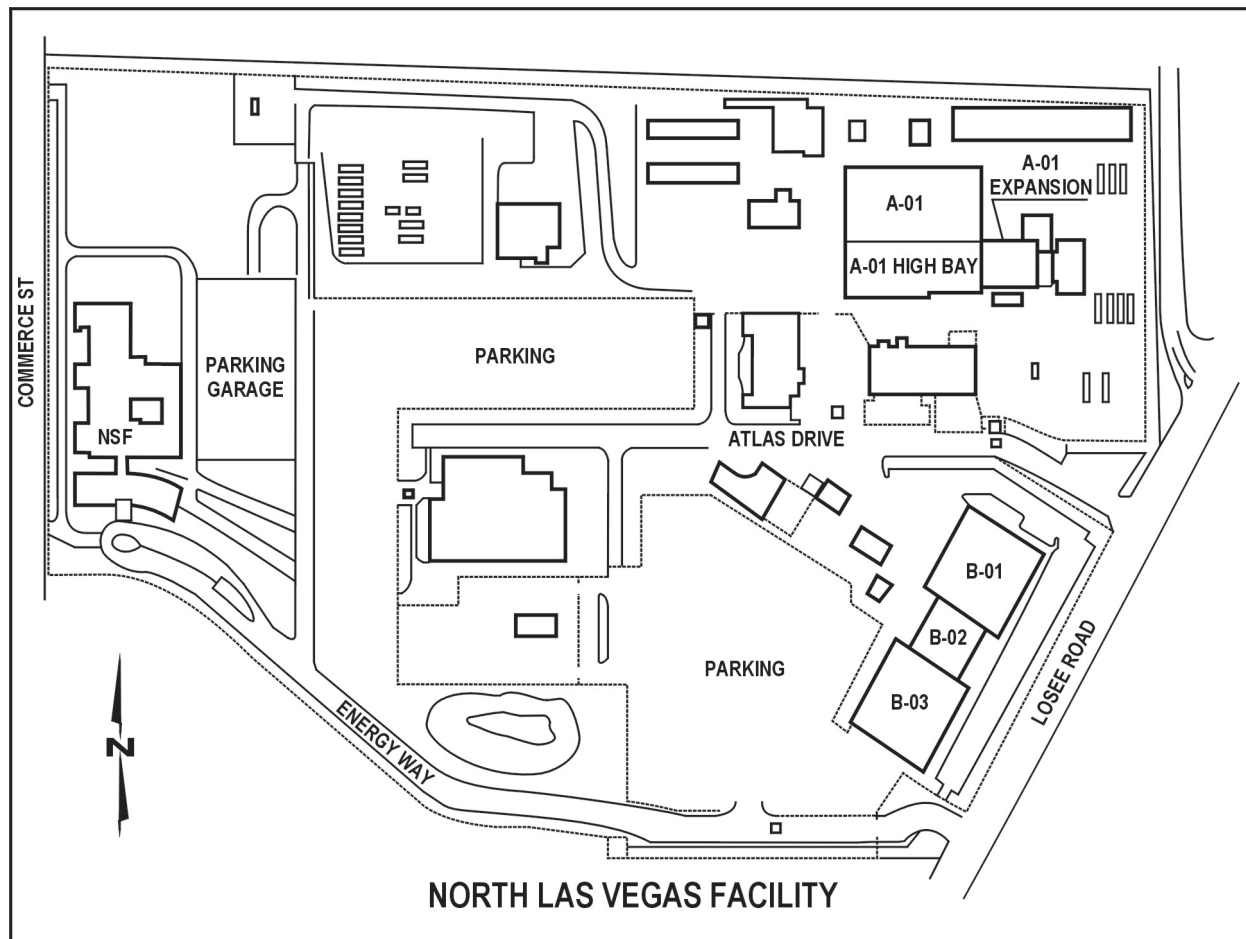 A-01
EXPANSION
A-01
A-01 HIGH BAY
COMMERCE ST
PARKING
GARAGE
PARKING
NSF
ATLAS DRIVE
B-01
B-02
B-03
PARKING
LOSEE ROAD
ENERGY WAY
N
NORTH LAS VEGAS FACILITY